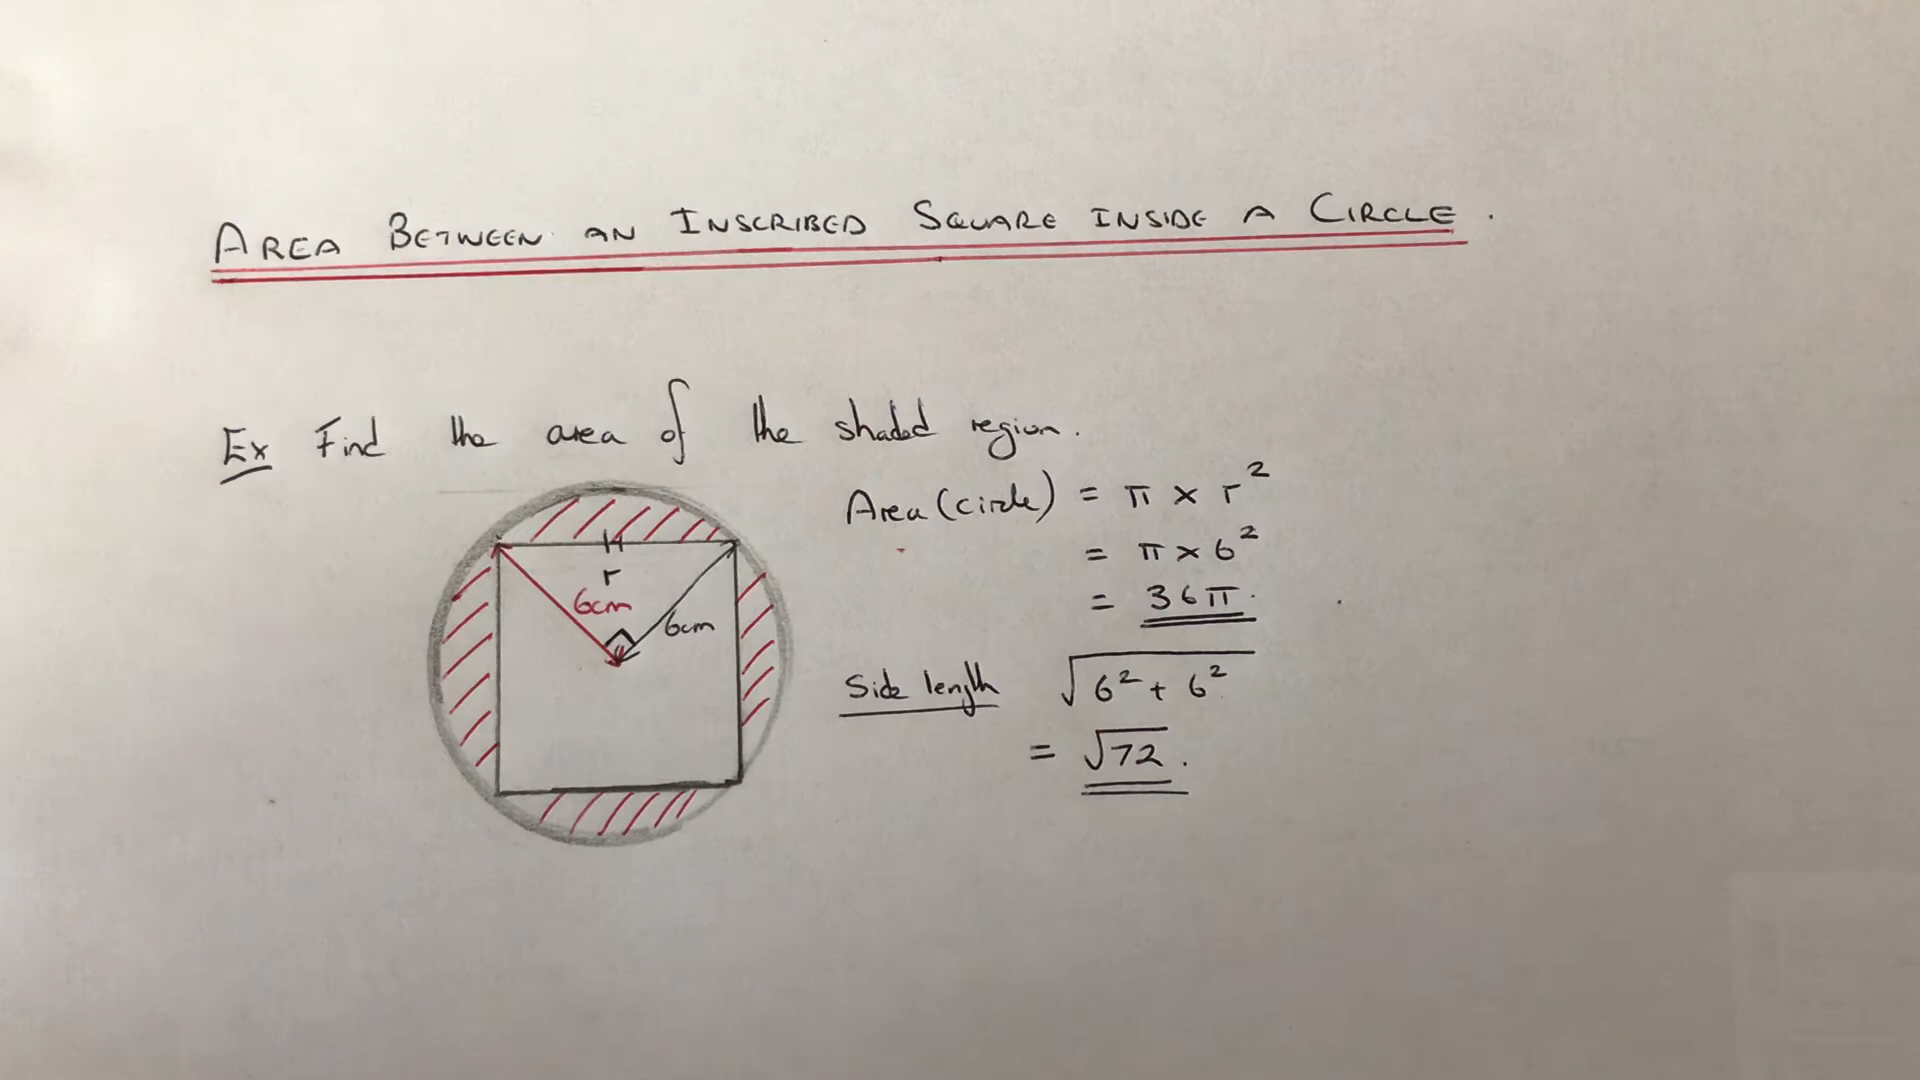 AREA BETWEEN AN INSCRIBED SQUARE INSIDE A CIRCLE.
Ex Find the area of the shaded region.
H
r
6cm
6cm
Area (circle) = π × r²
= π × 6²
= 36π.
Side length √6² + 6²
= √72.